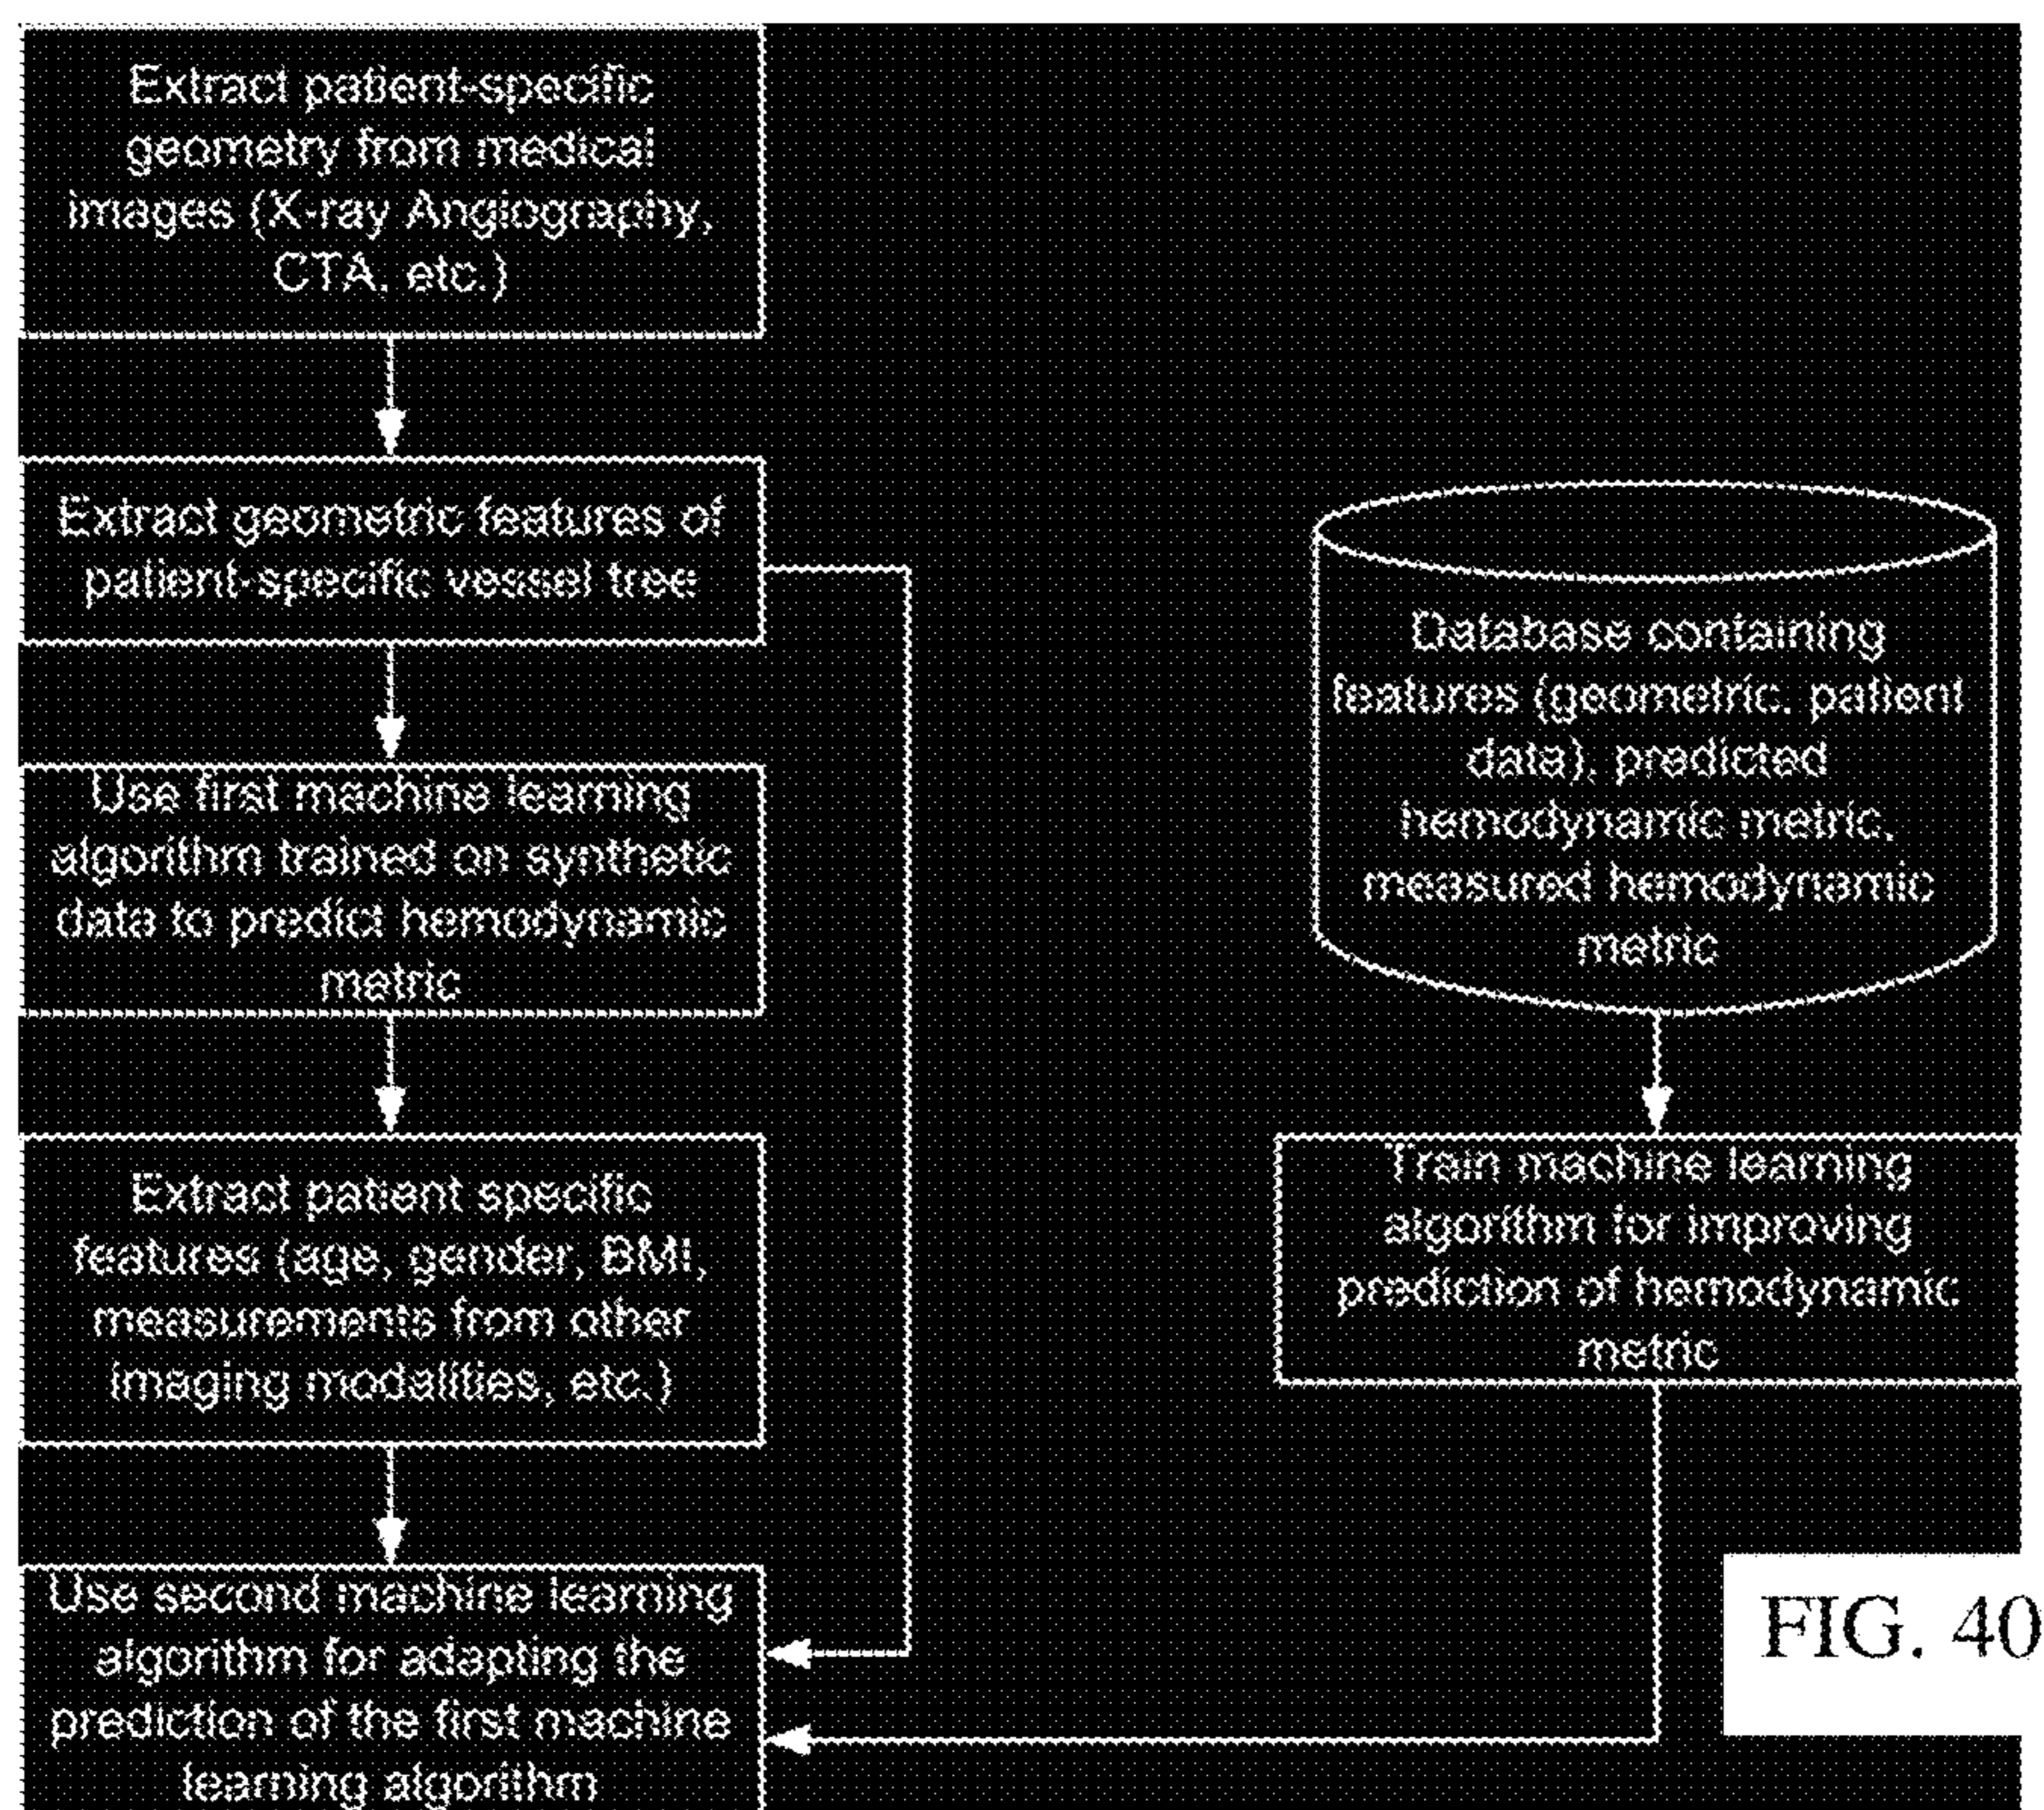 Extract patient-specific
geometry from medical
images (X-ray Angiography,
CTA, etc.)
Extract geometric features of
patient-specific vessel tree
Use first machine learning
algorithm trained on synthetic
data to predict hemodynamic
metric
Extract patient specific
features (age, gender, BMI,
measurements from other
imaging modalities, etc.)
Use second machine learning
algorithm for adapting the
prediction of the first machine
learning algorithm
Database containing
features (geometric, patient
data), predicted
hemodynamic metric,
measured hemodynamic
metric
Train machine learning
algorithm for improving
prediction of hemodynamic
metric
FIG. 40